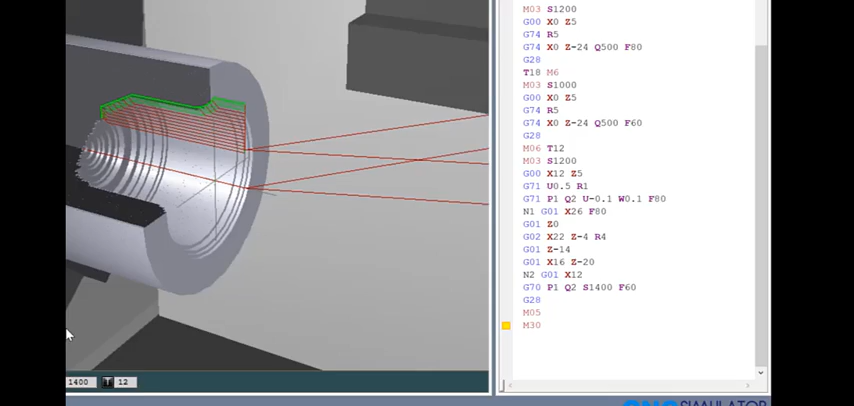 M03 S1200
G00 X0 Z5
G74 R5
G74 X0 Z-24 Q500 F80
G28
T18 M6
M03 S1000
G00 X0 Z5
G74 R5
G74 X0 Z-24 Q500 F60
G28
M06 T12
M03 S1200
G00 X12 Z5
G71 U0.5 R1
G71 P1 Q2 U-0.1 W0.1 F80
N1 G01 X26 F80
G01 Z0
G02 X22 Z-4 R4
G01 Z-14
G01 X16 Z-20
N2 G01 X12
G70 P1 Q2 S1400 F60
G28
M05
M30
1400 T 12
CNC SIMULATOR